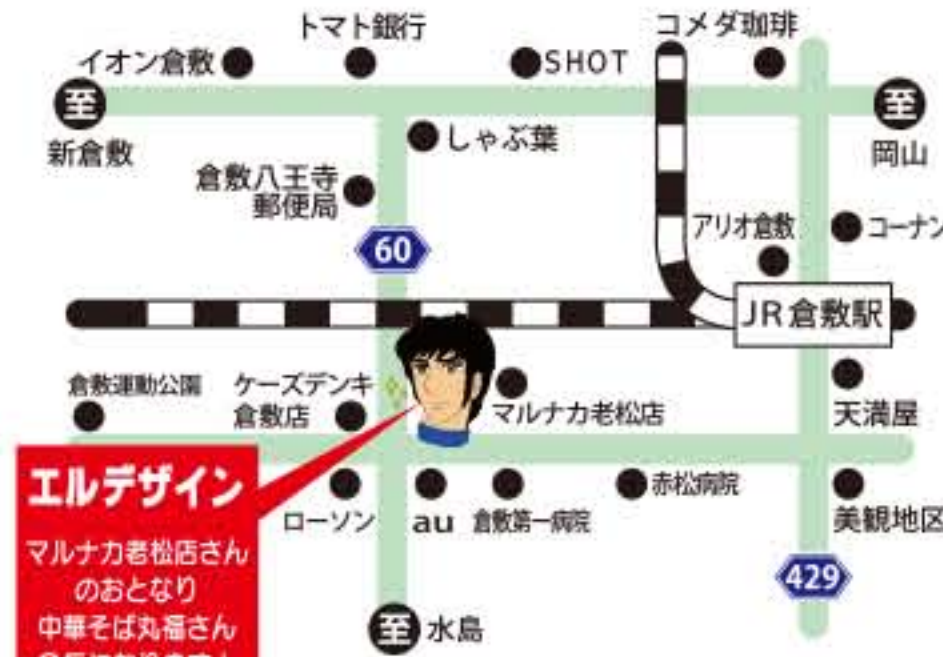 トマト銀行
コメダ珈琲
イオン倉敷
SHOT
至
至
新倉敷
しゃぶ葉
岡山
倉敷八王寺
郵便局
アリオ倉敷
コーナン
60
JR倉敷駅
倉敷運動公園
ケーズデンキ
倉敷店
マルナカ老松店
天満屋
エルデザイン
マルナカ老松店さん
のおとなり
中華そば丸福さん
ローソン
au
倉敷第一病院
赤松病院
美観地区
429
至
水島